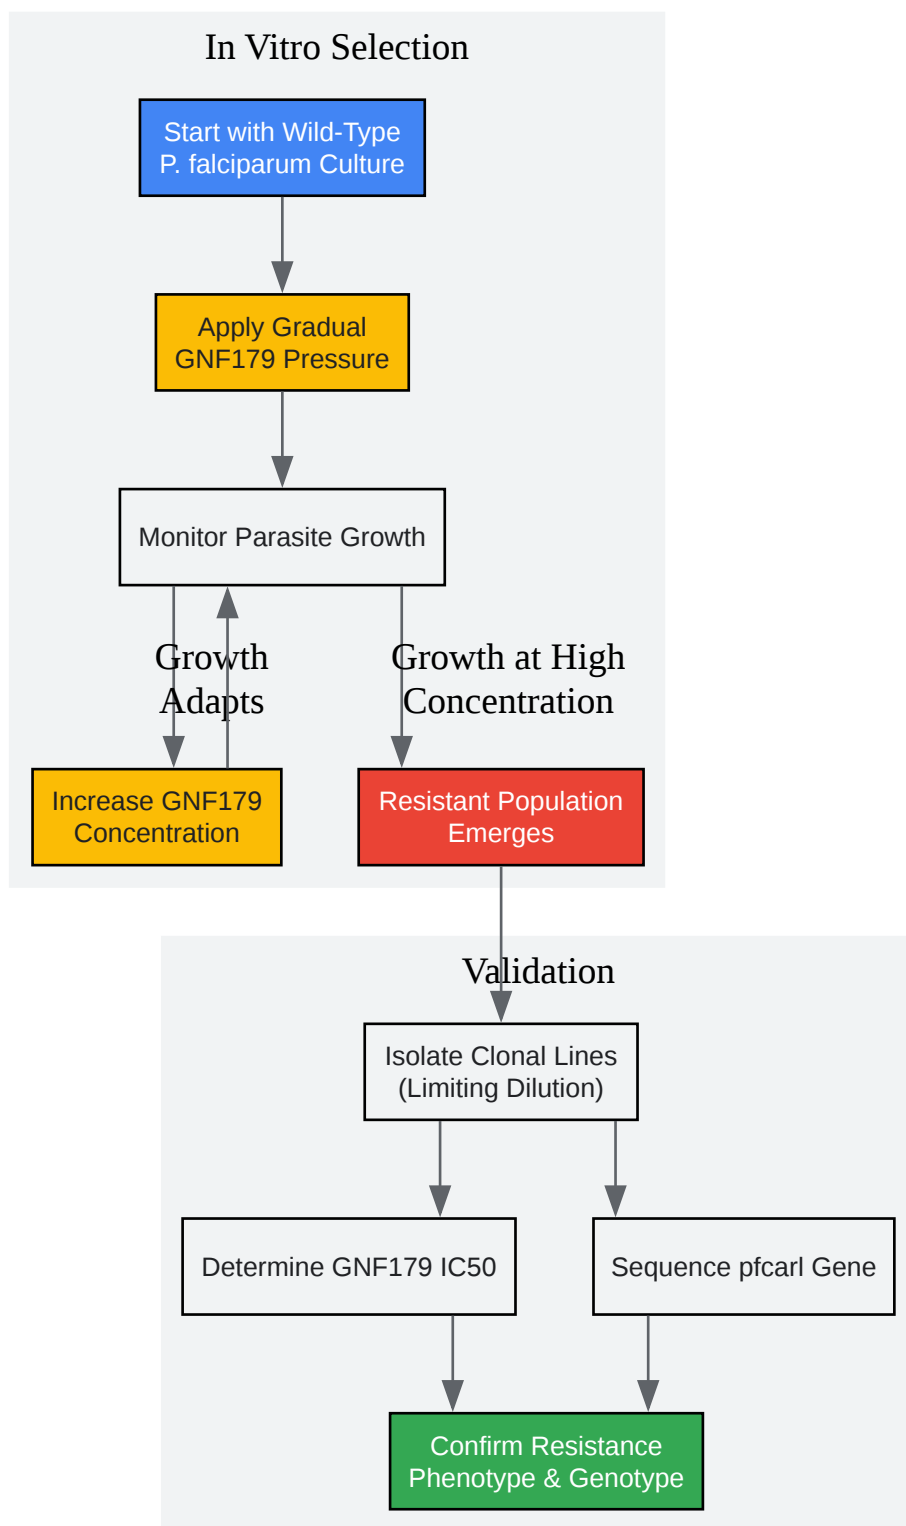 In Vitro Selection
Start with Wild-Type
P. falciparum Culture
Apply Gradual
GNF179 Pressure
Monitor Parasite Growth
Growth
Adapts
Growth at High
Concentration
Increase GNF179
Concentration
Resistant Population
Emerges
Validation
Isolate Clonal Lines
(Limiting Dilution)
Determine GNF179 IC50
Sequence pfcarl Gene
Confirm Resistance
Phenotype & Genotype